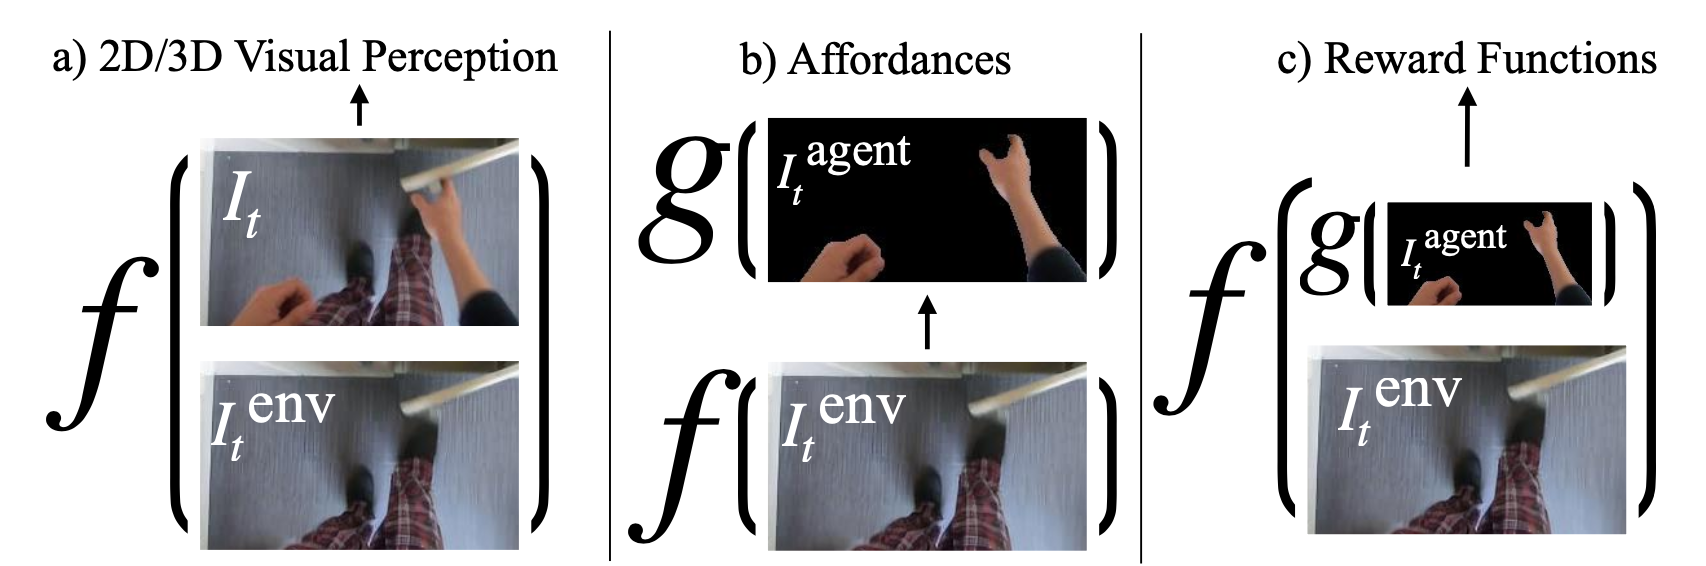 a) 2D/3D Visual Perception
f ( I_t
I_t^env )
b) Affordances
g ( I_t^agent )
f ( I_t^env )
c) Reward Functions
f ( g ( I_t^agent )
I_t^env )